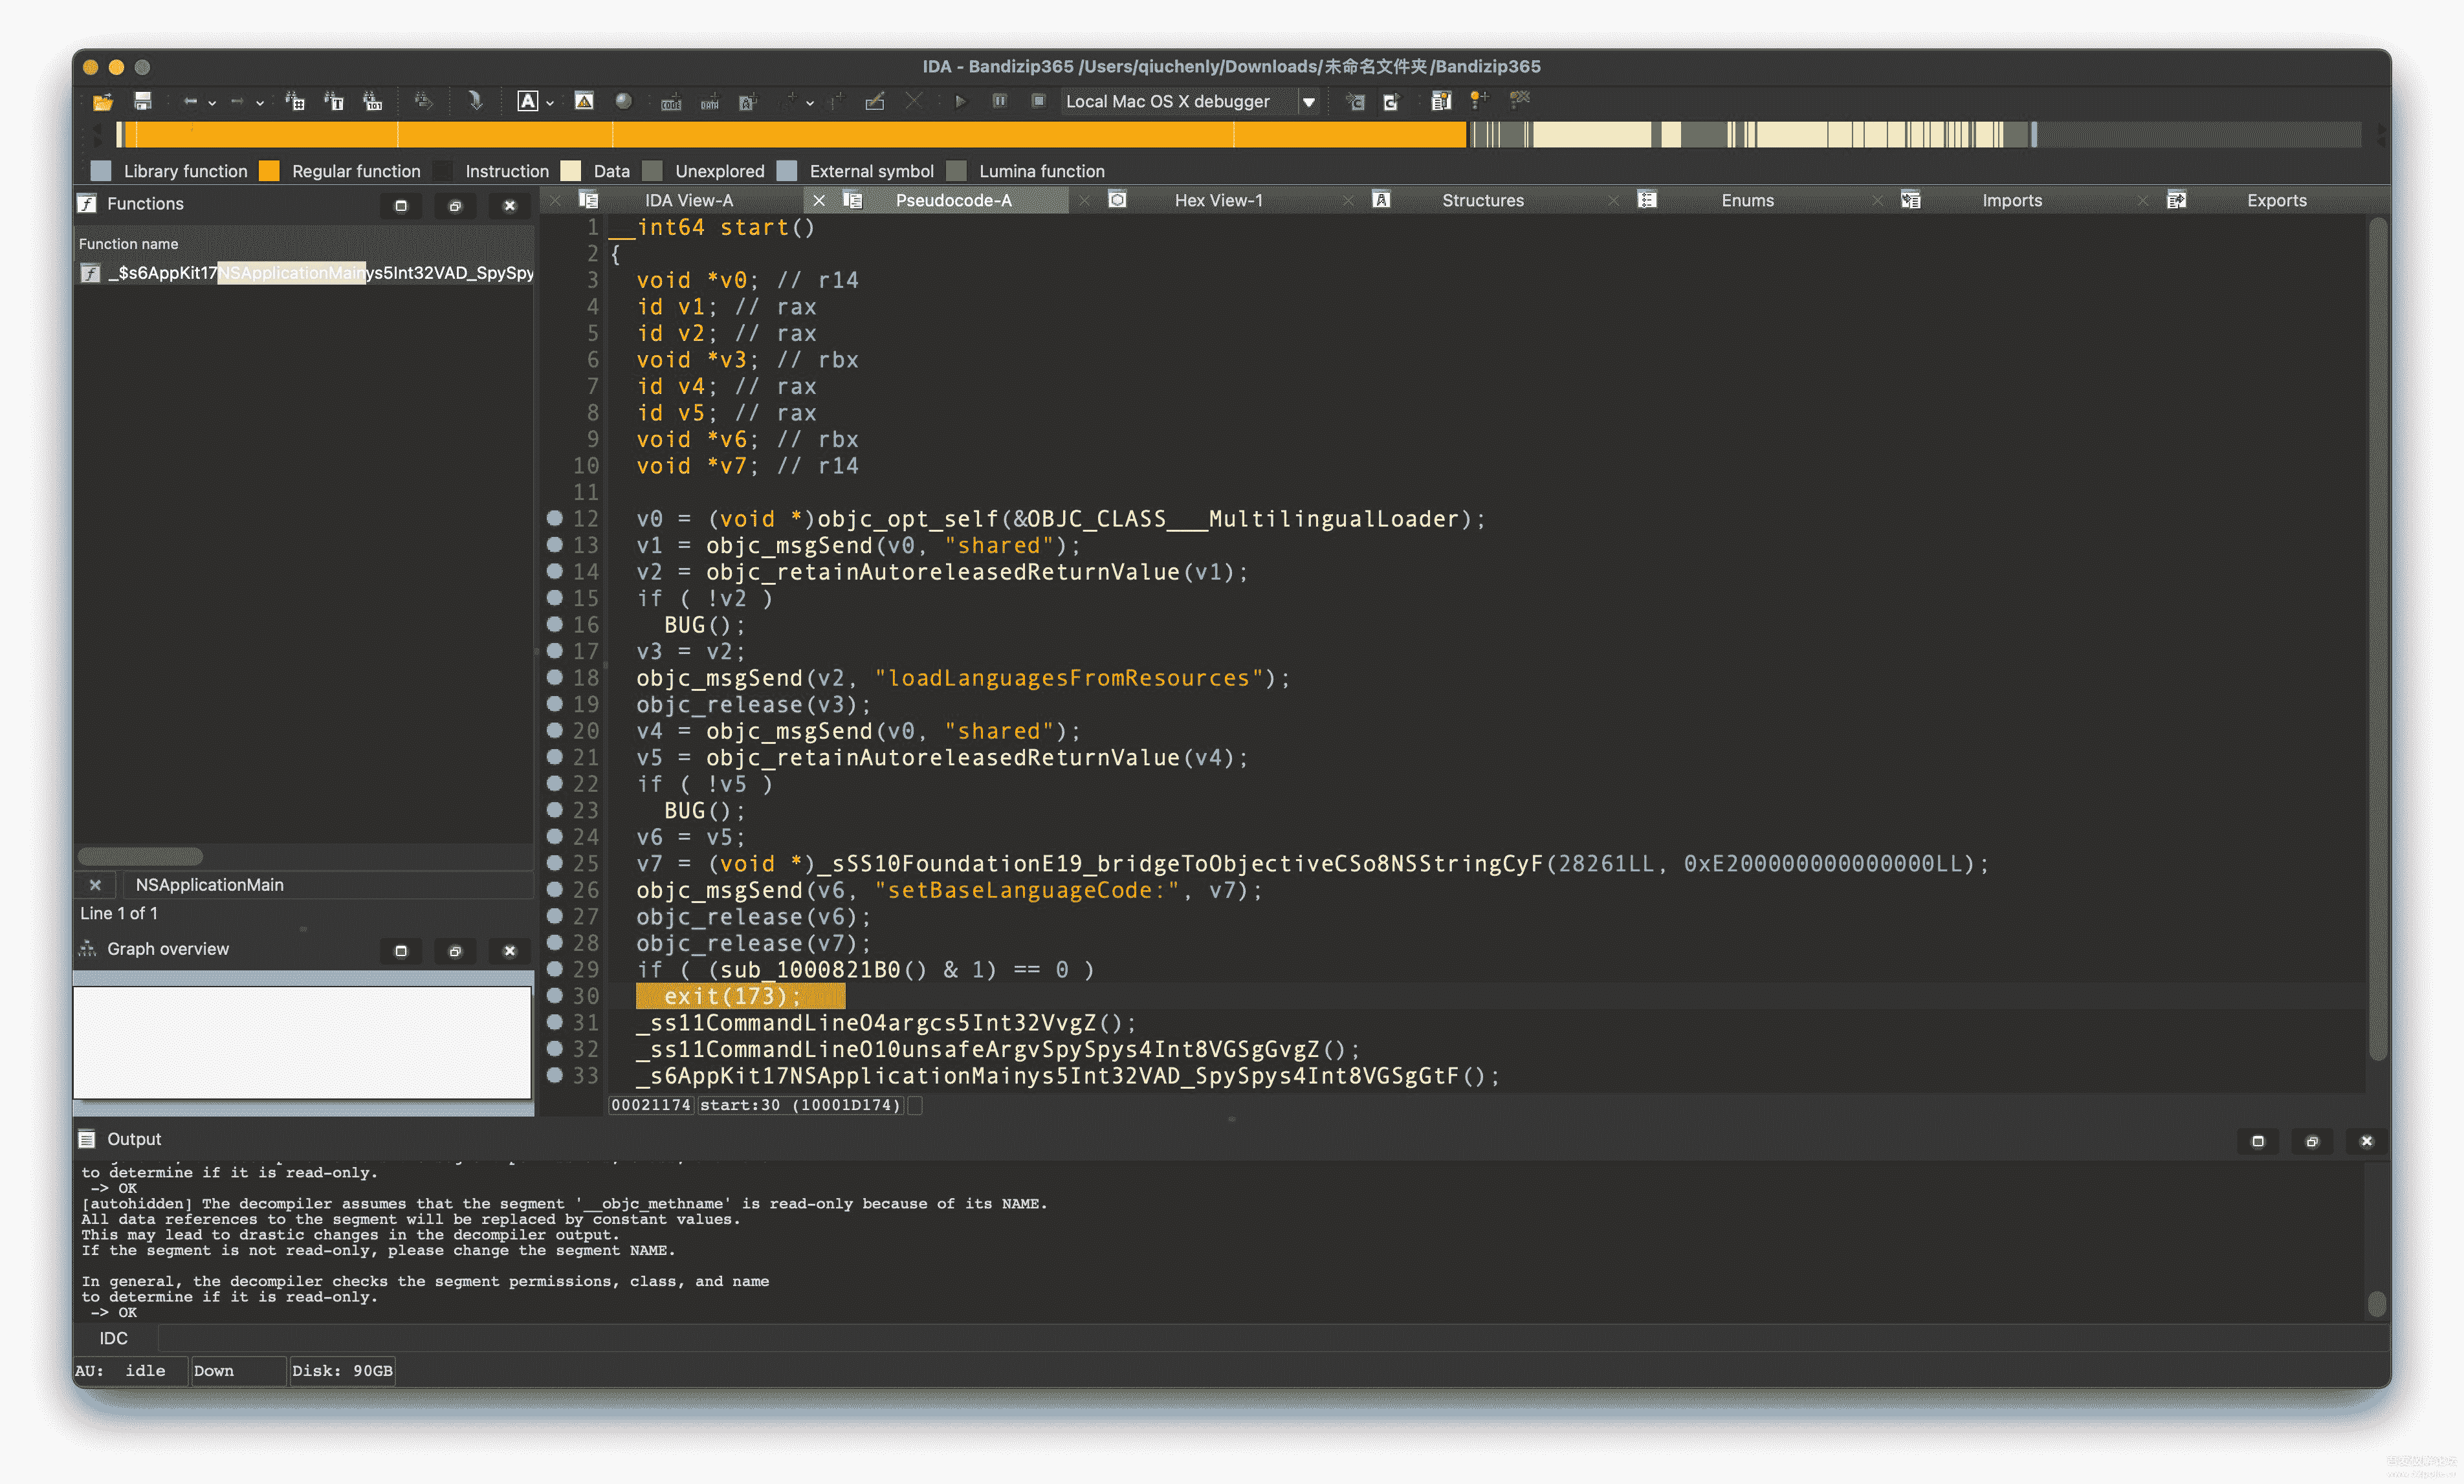 IDA - Bandizip365 /Users/qiuchenly/Downloads/未命名文件夹/Bandizip365
Local Mac OS X debugger
Library function Regular function Instruction Data Unexplored External symbol Lumina function
Functions
IDA View-A Pseudocode-A Hex View-1 Structures Enums Imports Exports
Function name
_$s6AppKit17NSApplicationMainys5Int32VAD_SpySpy
1 __int64 start()
2 {
3 void *v0; // r14
4 id v1; // rax
5 id v2; // rax
6 void *v3; // rbx
7 id v4; // rax
8 id v5; // rax
9 void *v6; // rbx
10 void *v7; // r14
11
12 v0 = (void *)objc_opt_self(&OBJC_CLASS___MultilingualLoader);
13 v1 = objc_msgSend(v0, "shared");
14 v2 = objc_retainAutoreleasedReturnValue(v1);
15 if ( !v2 )
16 BUG();
17 v3 = v2;
18 objc_msgSend(v2, "loadLanguagesFromResources");
19 objc_release(v3);
20 v4 = objc_msgSend(v0, "shared");
21 v5 = objc_retainAutoreleasedReturnValue(v4);
22 if ( !v5 )
23 BUG();
24 v6 = v5;
25 v7 = (void *)_sSS10FoundationE19_bridgeToObjectiveCSo8NSStringCyF(28261LL, 0xE200000000000000LL);
26 objc_msgSend(v6, "setBaseLanguageCode:", v7);
27 objc_release(v6);
28 objc_release(v7);
29 if ( (sub_1000821B0() & 1) == 0 )
30 exit(173);
31 _ss11CommandLineO4argcs5Int32VvgZ();
32 _ss11CommandLineO10unsafeArgvSpySpys4Int8VGSgGvgZ();
33 _s6AppKit17NSApplicationMainys5Int32VAD_SpySpys4Int8VGSgGtF();
00021174 start:30 (10001D174)
NSApplicationMain
Line 1 of 1
Graph overview
Output
to determine if it is read-only.
-> OK
[autohidden] The decompiler assumes that the segment '__objc_methname' is read-only because of its NAME.
All data references to the segment will be replaced by constant values.
This may lead to drastic changes in the decompiler output.
If the segment is not read-only, please change the segment NAME.
In general, the decompiler checks the segment permissions, class, and name
to determine if it is read-only.
-> OK
IDC
AU: idle Down Disk: 90GB